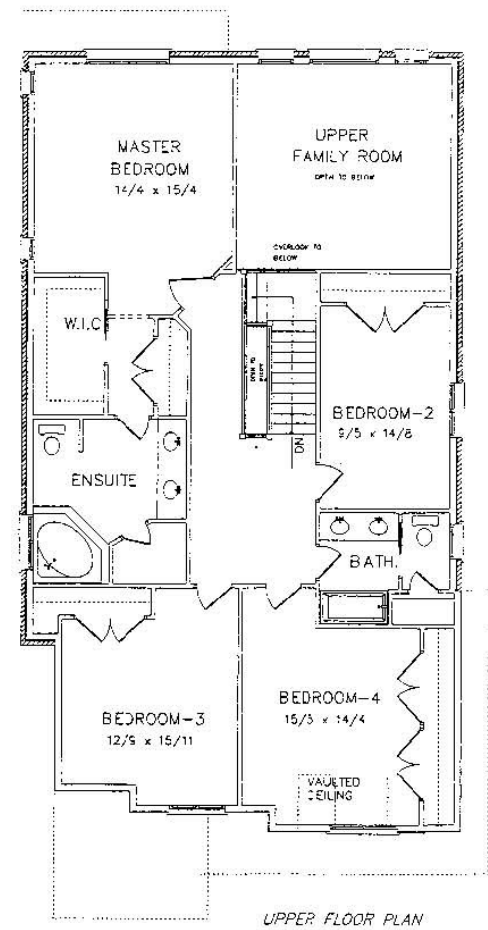 MASTER
BEDROOM
14/4 x 15/4
UPPER
FAMILY ROOM
OPEN TO BELOW
OVERLOOK TO
BELOW
W.I.C
OPEN TO
BEDROOM-2
9/5 x 14/8
DN
ENSUITE
BATH.
BEDROOM-3
12/9 x 15/11
BEDROOM-4
15/3 x 14/4
VAULTED
CEILING
UPPER FLOOR PLAN